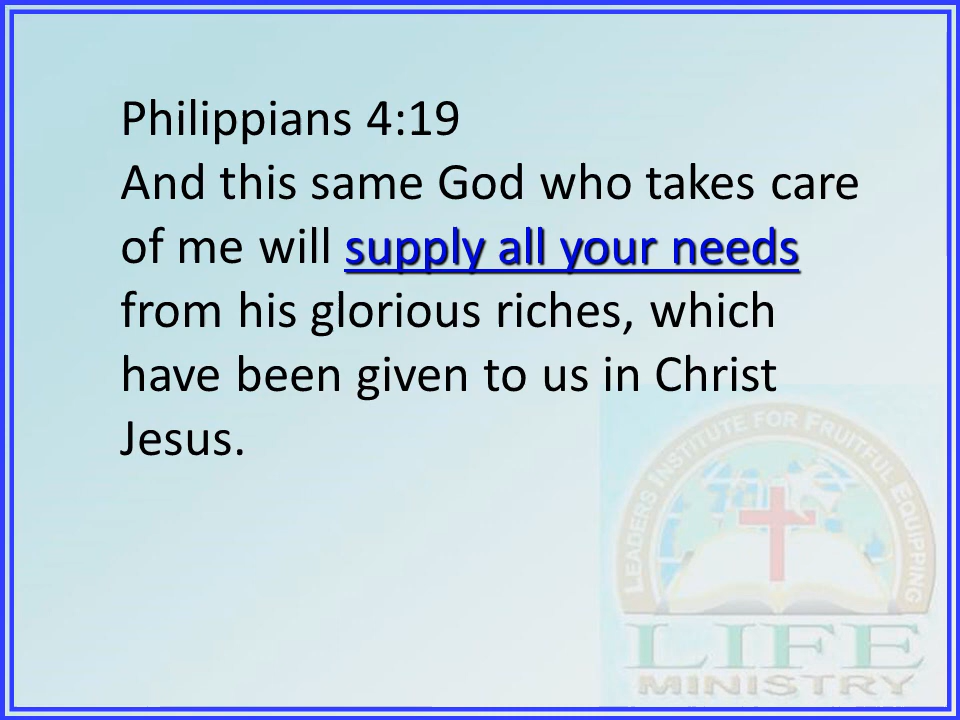 Philippians 4:19
And this same God who takes care
of me will supply all your needs
from his glorious riches, which
have been given to us in Christ
Jesus.
LEADERS INSTITUTE FOR FRUITFUL EQUIPPING
LIFE
MINISTRY